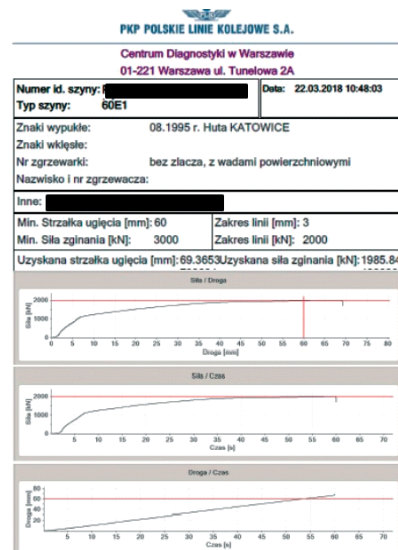 PKP POLSKIE LINIE KOLEJOWE S.A.
Centrum Diagnostyki w Warszawie
01-221 Warszawa ul. Tunelowa 2A
Numer id. szyny: Data: 22.03.2018 10:48:03
Typ szyny: 60E1
Znaki wypukłe: 08.1995 r. Huta KATOWICE
Znaki wklęsłe:
Nr zgrzewarki: bez zlacza, z wadami powierzchniowymi
Nazwisko i nr zgrzewacza:
Inne:
Min. Strzałka ugięcia [mm]: 60 Zakres linii [mm]: 3
Min. Siła zginania [kN]: 3000 Zakres linii [kN]: 2000
Uzyskana strzałka ugięcia [mm]: 69.3653 Uzyskana siła zginania [kN]: 1985.84
Siła / Droga
Siła [kN]
2000
1000
0
0 5 10 15 20 25 30 35 40 45 50 55 60 65 70 75 80
Droga [mm]
Siła / Czas
Siła [kN]
2000
1000
0
5 10 15 20 25 30 35 40 45 50 55 60 65 70
Czas [s]
Droga / Czas
Droga [mm]
80
60
40
20
5 10 15 20 25 30 35 40 45 50 55 60 65 70
Czas [s]